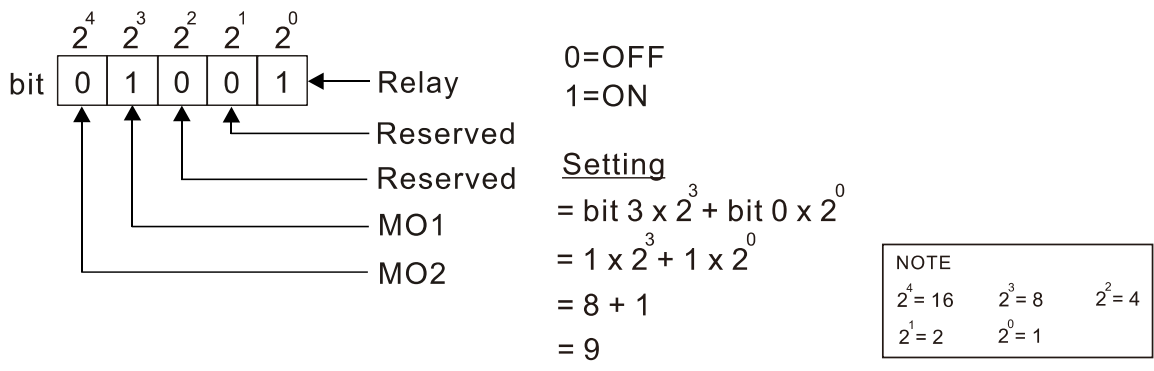 2⁴ 2³ 2² 2¹ 2⁰
bit 0 1 0 0 1 Relay
Reserved
Reserved
MO1
MO2
0=OFF
1=ON
Setting
= bit 3 x 2³ + bit 0 x 2⁰
= 1 x 2³ + 1 x 2⁰
= 8 + 1
= 9
NOTE
2⁴= 16 2³= 8 2²= 4
2¹= 2 2⁰= 1